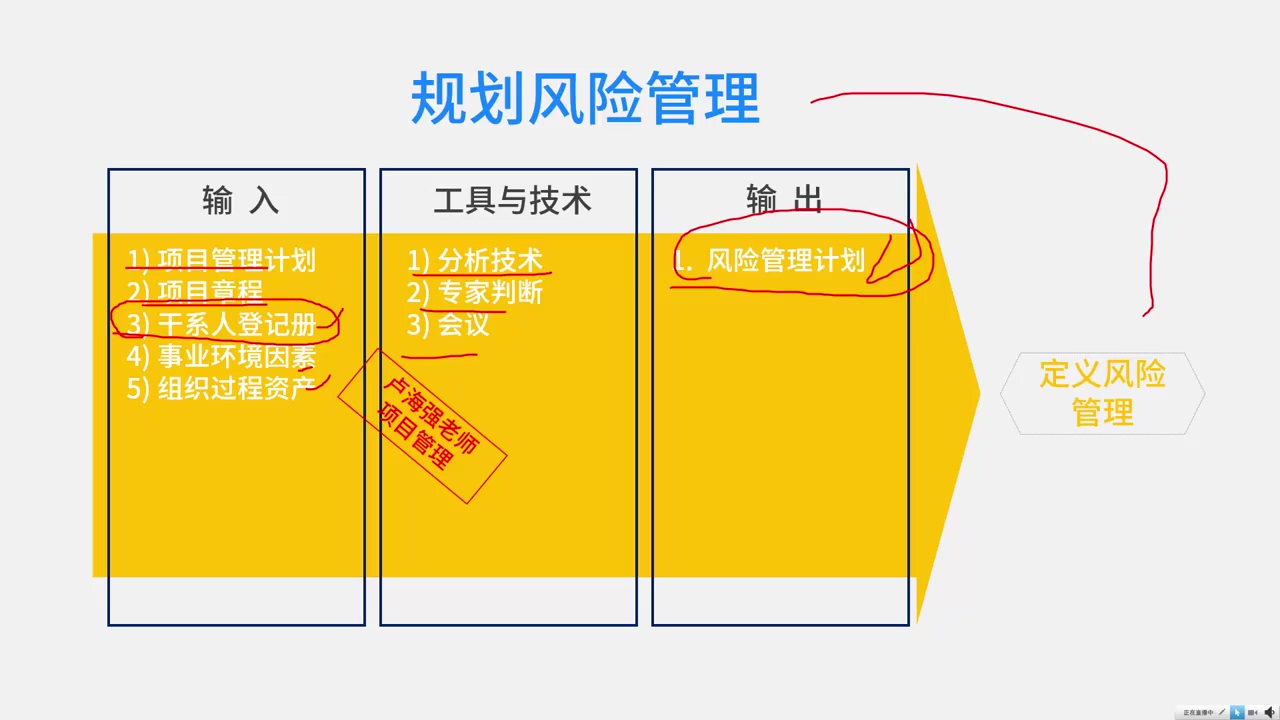 规划风险管理
输 入
1) 项目管理计划
2) 项目章程
3) 干系人登记册
4) 事业环境因素
5) 组织过程资产
工具与技术
1) 分析技术
2) 专家判断
3) 会议
输 出
1. 风险管理计划
定义风险
管理
卢海强老师
项目管理
正在直播中